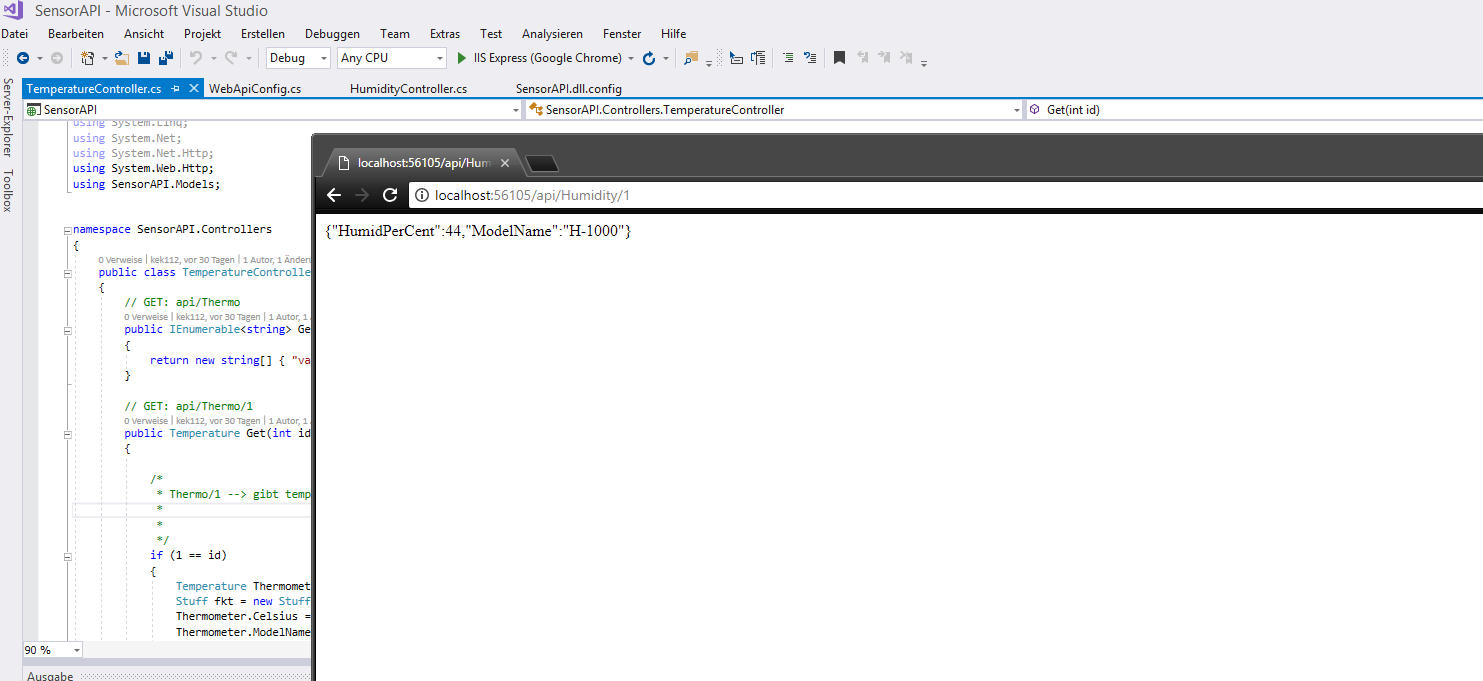 SensorAPI - Microsoft Visual Studio
Datei Bearbeiten Ansicht Projekt Erstellen Debuggen Team Extras Test Analysieren Fenster Hilfe
Debug Any CPU IIS Express (Google Chrome)
Server-Explorer
Toolbox
TemperatureController.cs WebApiConfig.cs HumidityController.cs SensorAPI.dll.config
SensorAPI SensorAPI.Controllers.TemperatureController Get(int id)
using System.Linq;
using System.Net;
using System.Net.Http;
using System.Web.Http;
using SensorAPI.Models;
namespace SensorAPI.Controllers
{
0 Verweise | kek112, vor 30 Tagen | 1 Autor, 1 Änder
public class TemperatureControlle
{
// GET: api/Thermo
0 Verweise | kek112, vor 30 Tagen | 1 Autor, 1
public IEnumerable<string> Ge
{
return new string[] { "va
}
// GET: api/Thermo/1
0 Verweise | kek112, vor 30 Tagen | 1 Autor, 1
public Temperature Get(int id
{
/*
* Thermo/1 --> gibt temp
*
*
*/
if (1 == id)
{
Temperature Thermomet
Stuff fkt = new Stuff
Thermometer.Celsius =
Thermometer.ModelName
90 %
Ausgabe
localhost:56105/api/Hum
localhost:56105/api/Humidity/1
{"HumidPerCent":44,"ModelName":"H-1000"}